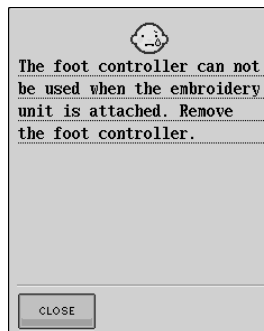 The foot controller can not
be used when the embroidery
unit is attached. Remove
the foot controller.
CLOSE